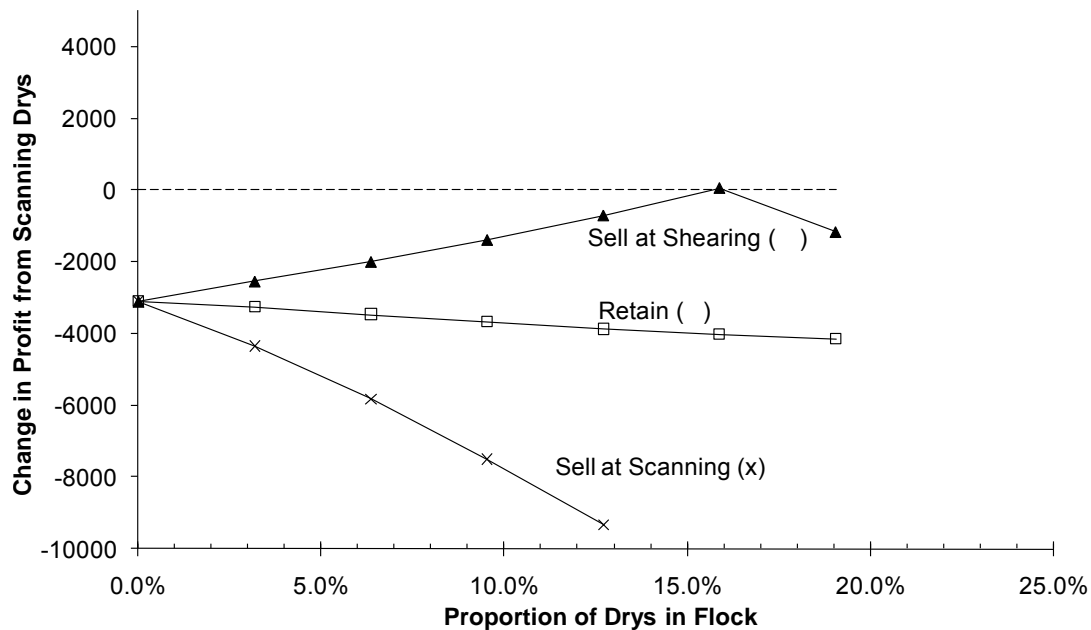 Change in Profit from Scanning Drys
4000
2000
0
-2000
-4000
-6000
-8000
-10000
Sell at Shearing ( )
Retain ( )
Sell at Scanning (x)
0.0% 5.0% 10.0% 15.0% 20.0% 25.0%
Proportion of Drys in Flock